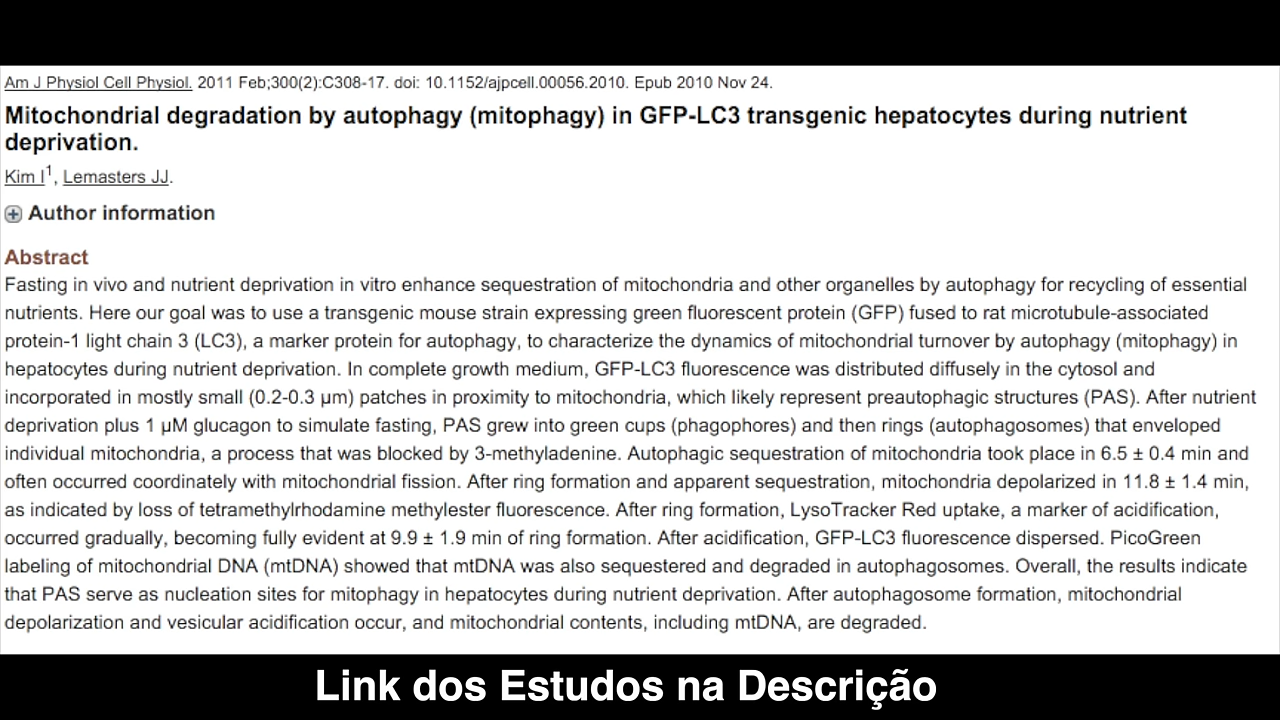 Am J Physiol Cell Physiol. 2011 Feb;300(2):C308-17. doi: 10.1152/ajpcell.00056.2010. Epub 2010 Nov 24.
Mitochondrial degradation by autophagy (mitophagy) in GFP-LC3 transgenic hepatocytes during nutrient
deprivation.
Kim I1, Lemasters JJ.
Author information
Abstract
Fasting in vivo and nutrient deprivation in vitro enhance sequestration of mitochondria and other organelles by autophagy for recycling of essential
nutrients. Here our goal was to use a transgenic mouse strain expressing green fluorescent protein (GFP) fused to rat microtubule-associated
protein-1 light chain 3 (LC3), a marker protein for autophagy, to characterize the dynamics of mitochondrial turnover by autophagy (mitophagy) in
hepatocytes during nutrient deprivation. In complete growth medium, GFP-LC3 fluorescence was distributed diffusely in the cytosol and
incorporated in mostly small (0.2-0.3 µm) patches in proximity to mitochondria, which likely represent preautophagic structures (PAS). After nutrient
deprivation plus 1 µM glucagon to simulate fasting, PAS grew into green cups (phagophores) and then rings (autophagosomes) that enveloped
individual mitochondria, a process that was blocked by 3-methyladenine. Autophagic sequestration of mitochondria took place in 6.5 ± 0.4 min and
often occurred coordinately with mitochondrial fission. After ring formation and apparent sequestration, mitochondria depolarized in 11.8 ± 1.4 min,
as indicated by loss of tetramethylrhodamine methylester fluorescence. After ring formation, LysoTracker Red uptake, a marker of acidification,
occurred gradually, becoming fully evident at 9.9 ± 1.9 min of ring formation. After acidification, GFP-LC3 fluorescence dispersed. PicoGreen
labeling of mitochondrial DNA (mtDNA) showed that mtDNA was also sequestered and degraded in autophagosomes. Overall, the results indicate
that PAS serve as nucleation sites for mitophagy in hepatocytes during nutrient deprivation. After autophagosome formation, mitochondrial
depolarization and vesicular acidification occur, and mitochondrial contents, including mtDNA, are degraded.
Link dos Estudos na Descrição